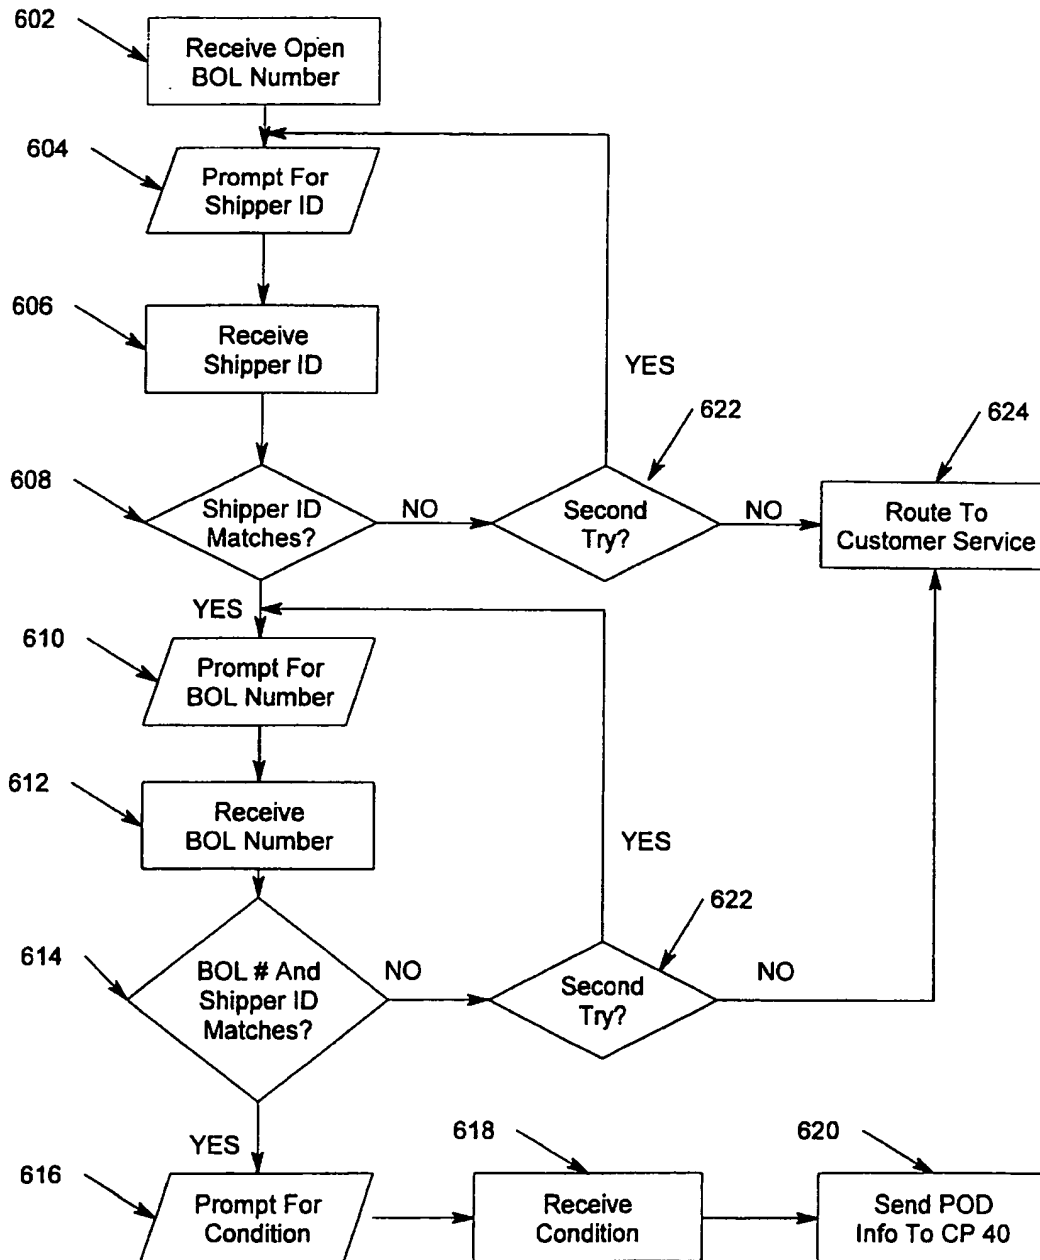 602
Receive Open
BOL Number
604
Prompt For
Shipper ID
606
Receive
Shipper ID
YES
622
624
608
Shipper ID
Matches?
NO
Second
Try?
NO
Route To
Customer Service
YES
610
Prompt For
BOL Number
612
Receive
BOL Number
YES
622
614
BOL # And
Shipper ID
Matches?
NO
Second
Try?
NO
YES
618
620
616
Prompt For
Condition
Receive
Condition
Send POD
Info To CP 40